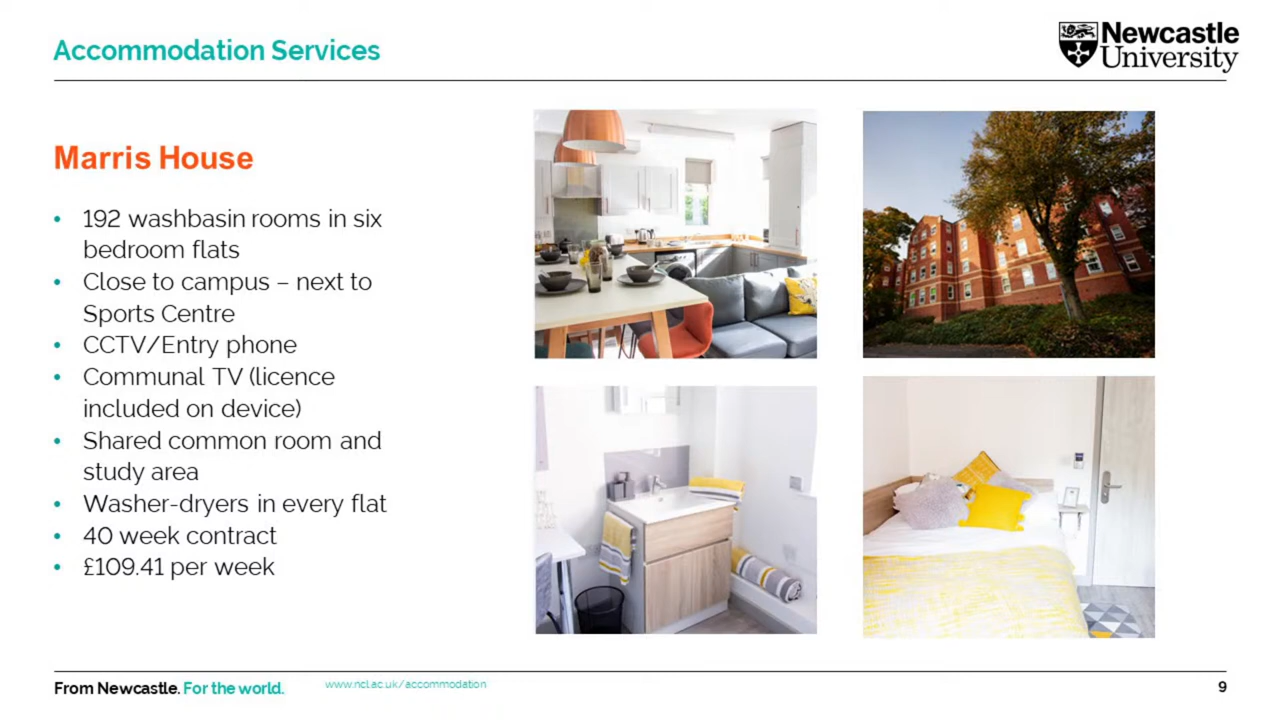 Accommodation Services
Newcastle
University
Marris House
• 192 washbasin rooms in six
bedroom flats
• Close to campus – next to
Sports Centre
• CCTV/Entry phone
• Communal TV (licence
included on device)
• Shared common room and
study area
• Washer-dryers in every flat
• 40 week contract
• £109.41 per week
From Newcastle. For the world.
www.ncl.ac.uk/accommodation
9